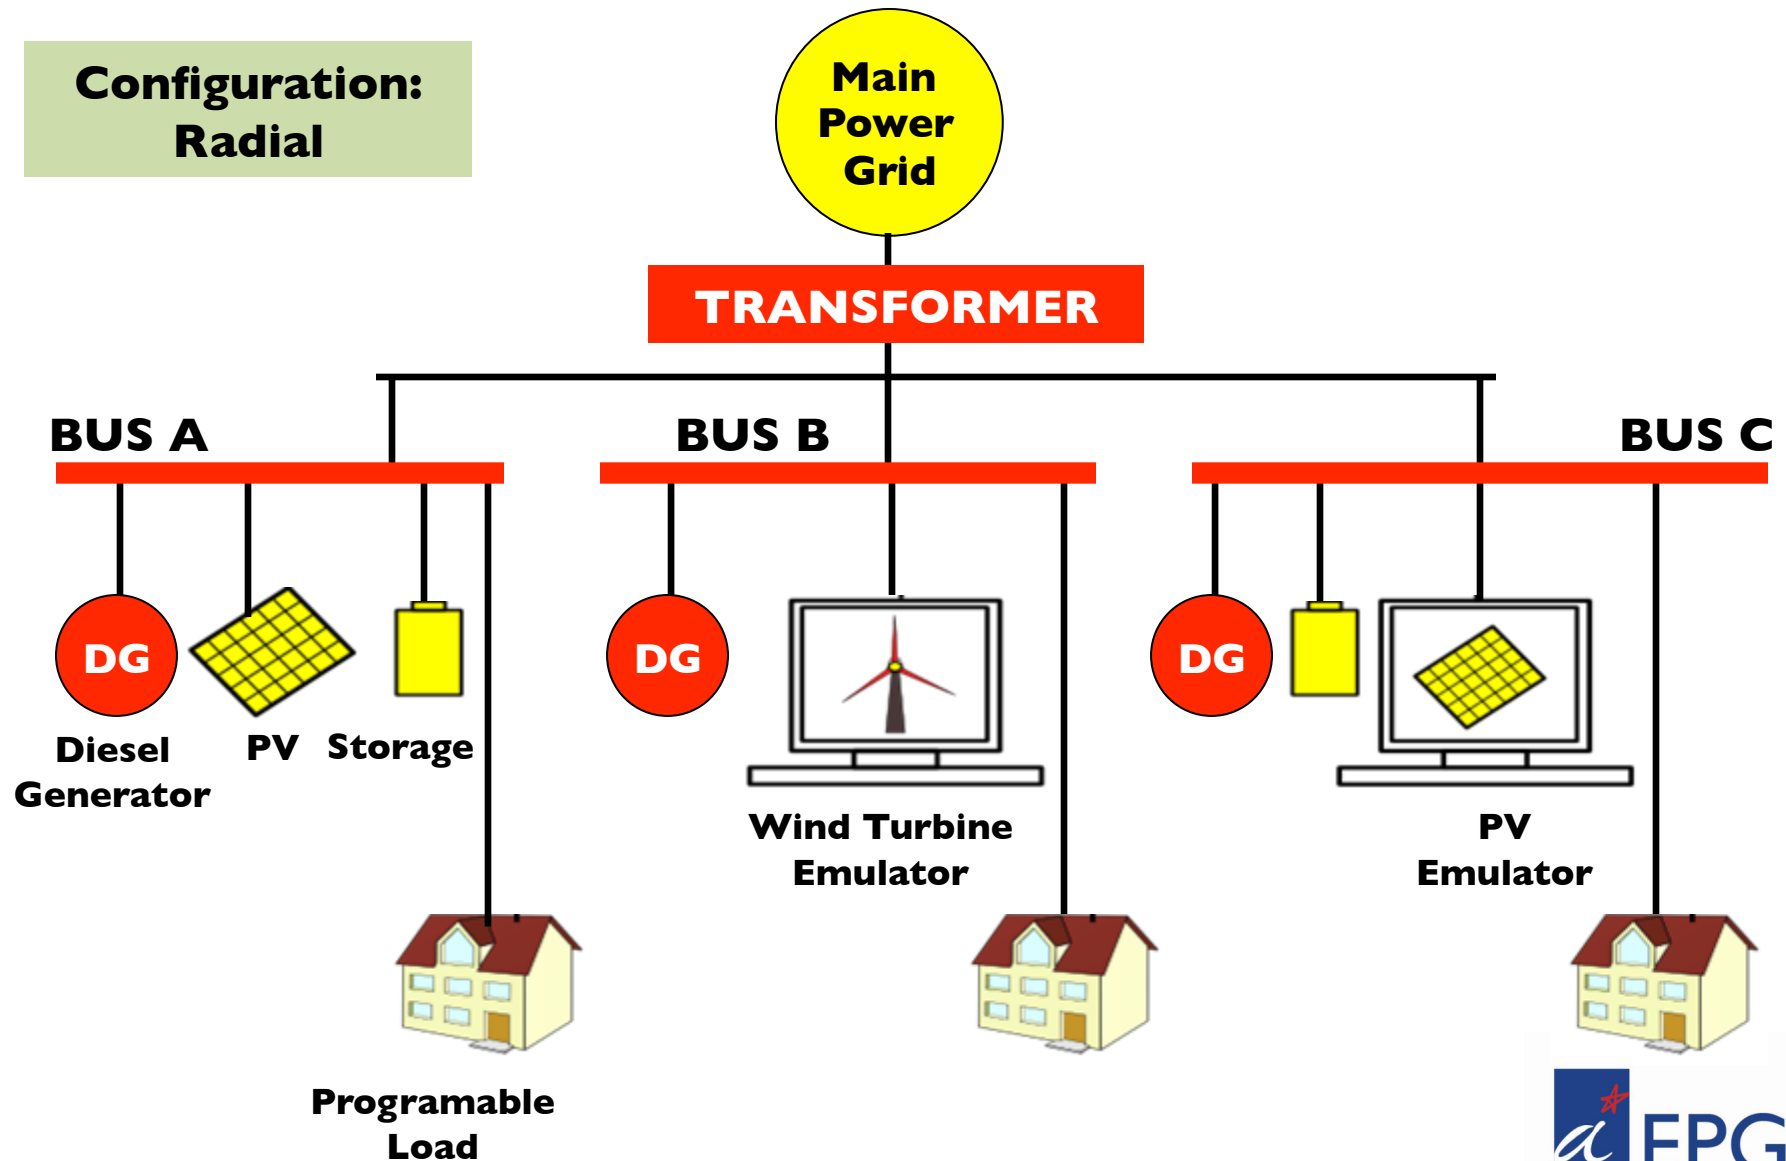 Configuration:
Radial
Main
Power
Grid
TRANSFORMER
BUS A
BUS B
BUS C
DG
DG
DG
Diesel
Generator
PV
Storage
Wind Turbine
Emulator
PV
Emulator
Programable
Load
EPG